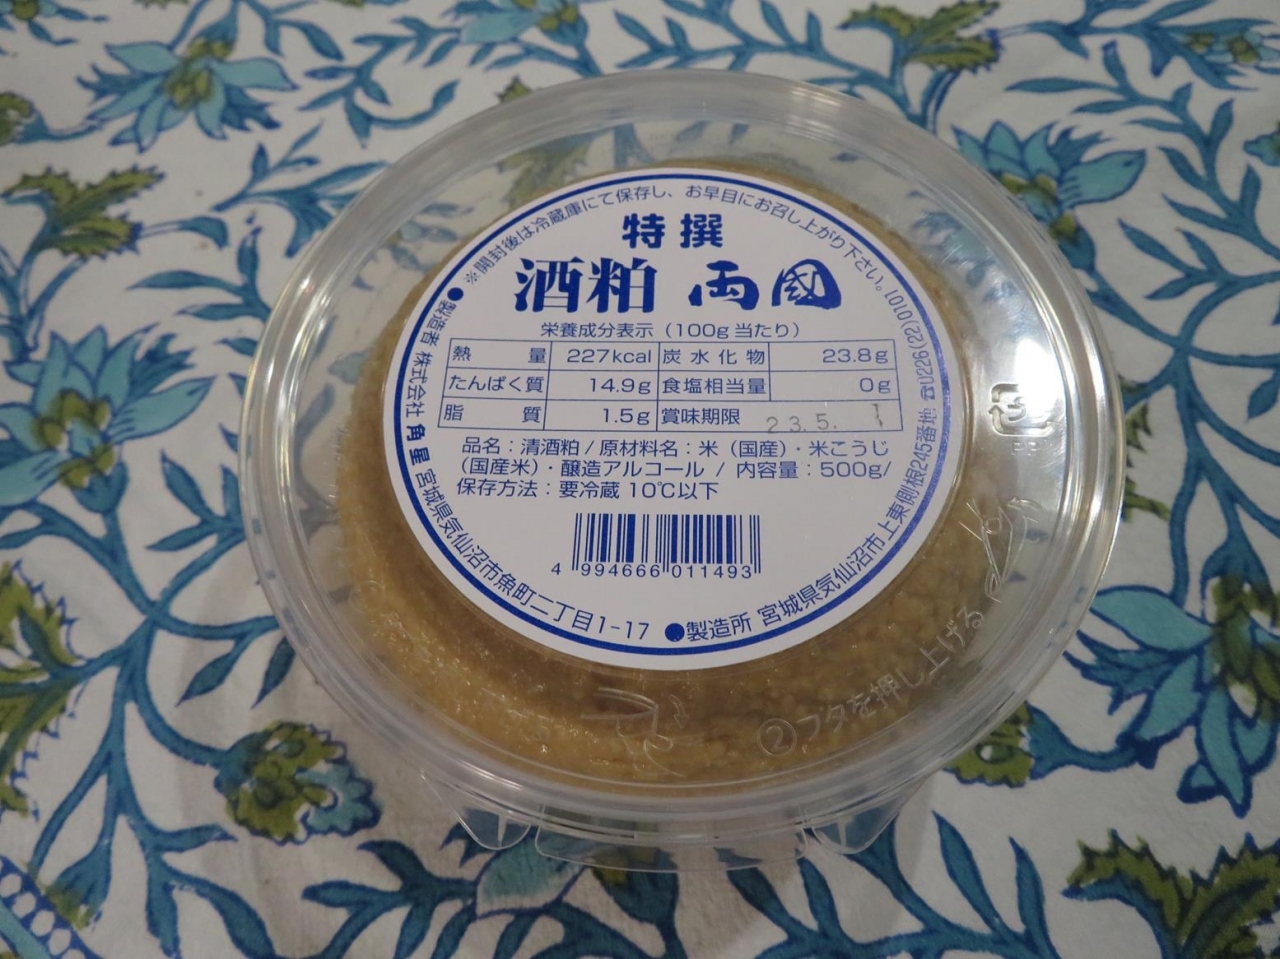 ※開封後は冷蔵庫にて保存し、お早目にお召し上がり下さい。
特撰
酒粕 両國
栄養成分表示(100g当たり)
熱量 227kcal 炭水化物 23.8g
たんぱく質 14.9g 食塩相当量 0g
脂質 1.5g 賞味期限 23.5. 1
品名:清酒粕/原材料名:米(国産)・米こうじ
(国産米)・醸造アルコール/内容量:500g/
保存方法:要冷蔵10℃以下
4 994666 011493
●製造者 株式会社 角星 宮城県気仙沼市魚町二丁目1-17
●製造所 宮城県気仙沼市上東側根245番地 ☎0226(22)0101
②フタを押し上げる
プラ
PP